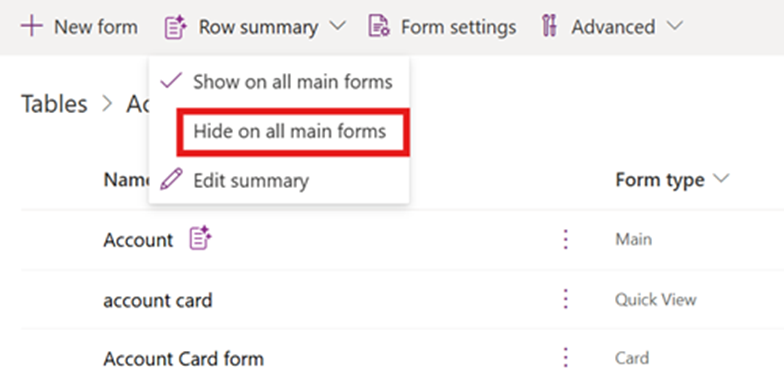 New form Row summary Form settings Advanced
Show on all main forms
Tables > Ac
Hide on all main forms
Edit summary
Name Form type
Account Main
account card Quick View
Account Card form Card